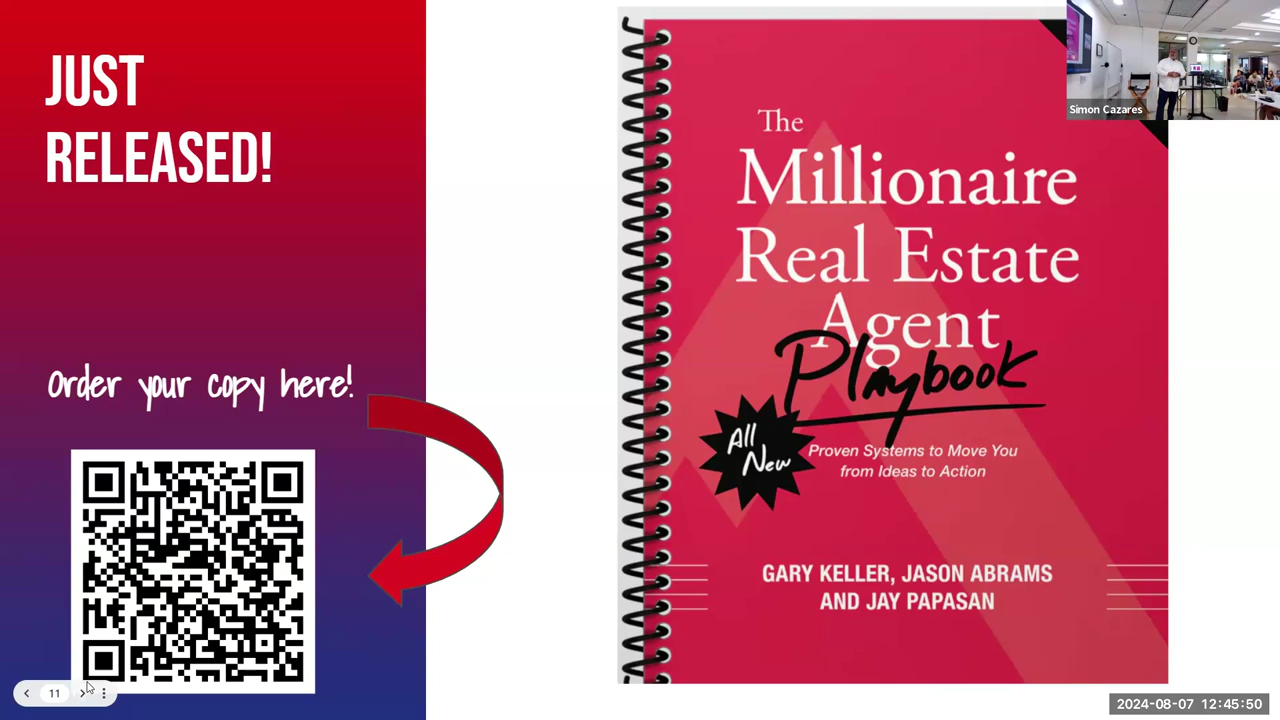 JUST
RELEASED!
Order your copy here!
11
The
Millionaire
Real Estate
Agent
Playbook
All
New
Proven Systems to Move You
from Ideas to Action
GARY KELLER, JASON ABRAMS
AND JAY PAPASAN
Simon Cazares
2024-08-07 12:45:50